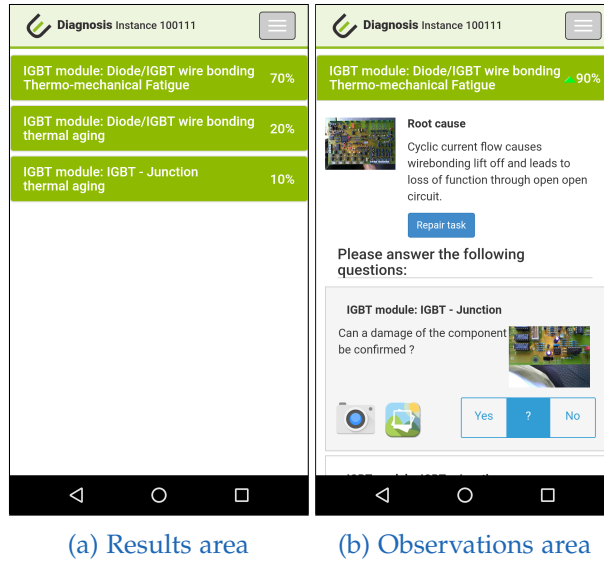 Diagnosis Instance 100111
IGBT module: Diode/IGBT wire bonding
Thermo-mechanical Fatigue
70%
IGBT module: Diode/IGBT wire bonding
thermal aging
20%
IGBT module: IGBT - Junction
thermal aging
10%
(a) Results area
Diagnosis Instance 100111
IGBT module: Diode/IGBT wire bonding
Thermo-mechanical Fatigue
90%
Root cause
Cyclic current flow causes
wirebonding lift off and leads to
loss of function through open open
circuit.
Repair task
Please answer the following
questions:
IGBT module: IGBT - Junction
Can a damage of the component
be confirmed ?
Yes ? No
(b) Observations area